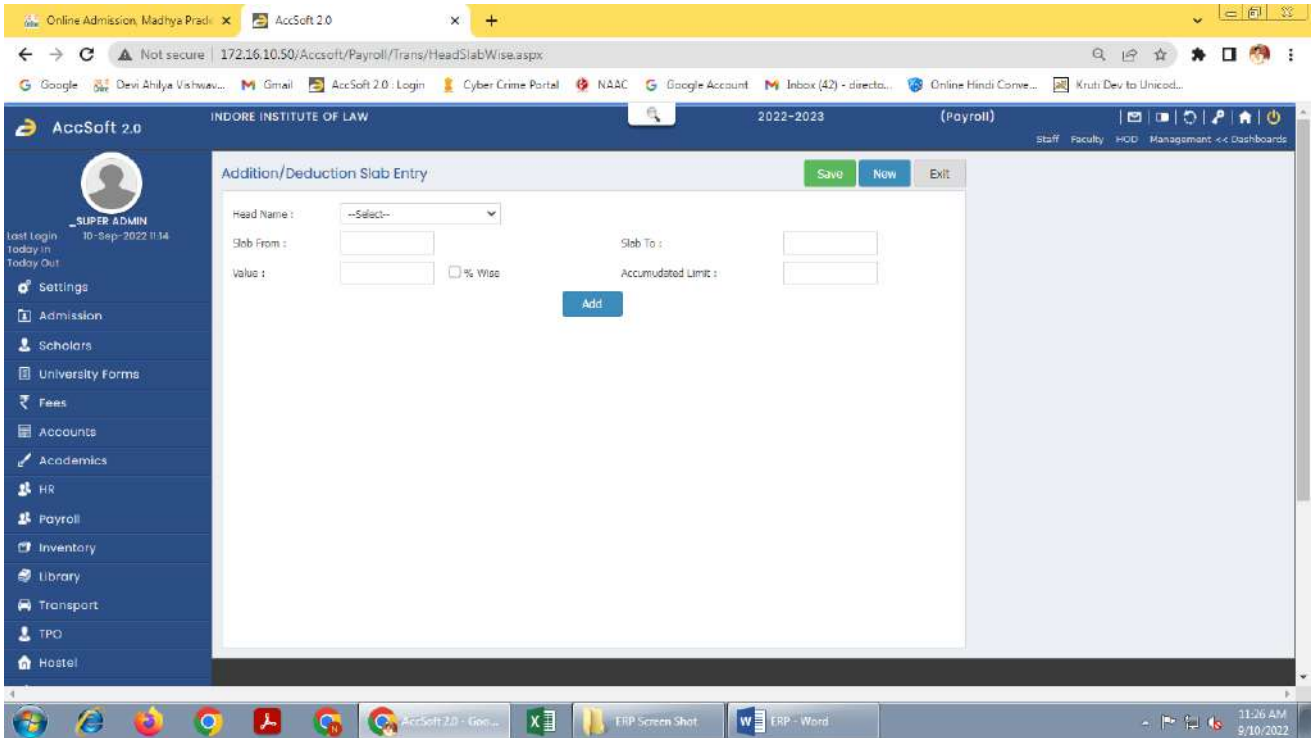 Online Admission, Madhya Prade
AccSoft 2.0
Not secure
172.16.10.50/Accsoft/Payroll/Trans/HeadSlabWise.aspx
Google
Devi Ahilya Vishwav...
Gmail
AccSoft 2.0 : Login
Cyber Crime Portal
NAAC
Google Account
Inbox (42) - directo...
Online Hindi Conve...
Kruti Dev to Unicod...
AccSoft 2.0
INDORE INSTITUTE OF LAW
2022-2023
(Payroll)
Staff Faculty HOD Management << Dashboards
_SUPER ADMIN
Last Login 10-Sep-2022 11:14
Today In
Today Out
Settings
Admission
Scholars
University Forms
Fees
Accounts
Academics
HR
Payroll
Inventory
Library
Transport
TPO
Hostel
Addition/Deduction Slab Entry
Save
New
Exit
Head Name :
--Select--
Slab From :
Slab To :
Value :
% Wise
Accumudated Limit :
Add
AccSoft 2.0 - Goo...
ERP Screen Shot
ERP - Word
11:26 AM
9/10/2022